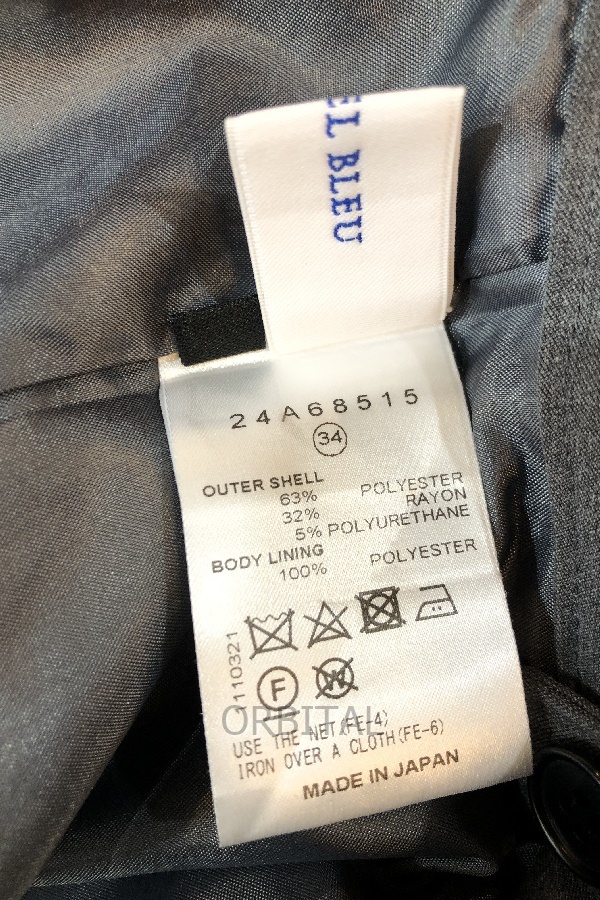 EL BLEU
24A68515
34
OUTER SHELL
63% POLYESTER
32% RAYON
5% POLYURETHANE
BODY LINING
100% POLYESTER
1110321
F W
ORBITAL
USE THE NET(FE-4)
IRON OVER A CLOTH(FE-6)
MADE IN JAPAN